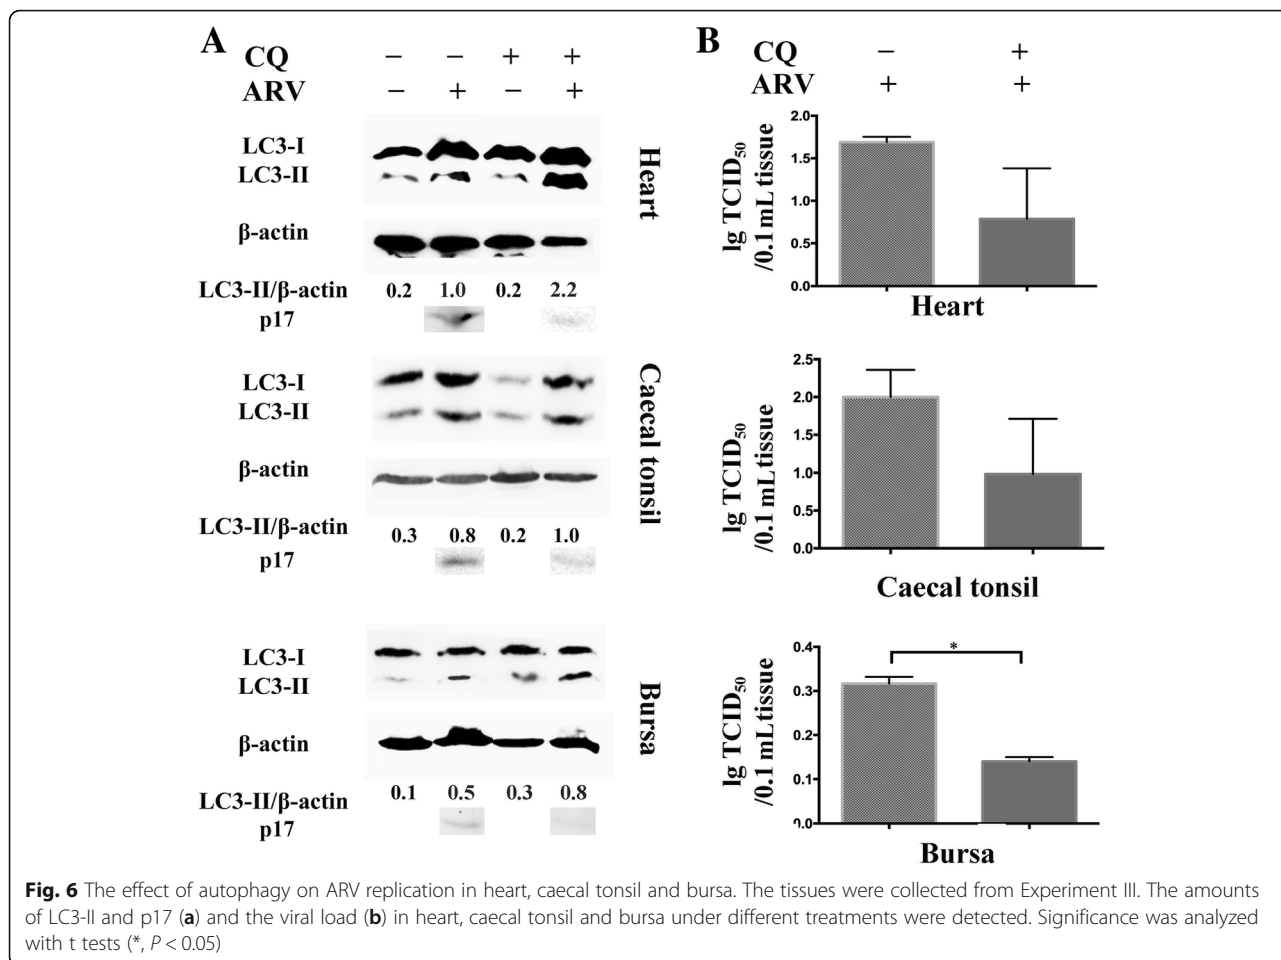 A
CQ − − + +
ARV − + − +
LC3-I
LC3-II
β-actin
LC3-II/β-actin 0.2 1.0 0.2 2.2
p17
Heart
LC3-I
LC3-II
β-actin
LC3-II/β-actin 0.3 0.8 0.2 1.0
p17
Caecal tonsil
LC3-I
LC3-II
β-actin
LC3-II/β-actin 0.1 0.5 0.3 0.8
p17
Bursa
B
CQ − +
ARV + +
lg TCID50
/0.1 mL tissue
2.0
1.5
1.0
0.5
0.0
Heart
lg TCID50
/0.1 mL tissue
2.5
2.0
1.5
1.0
0.5
0.0
Caecal tonsil
lg TCID50
/0.1 mL tissue
0.4
0.3
0.2
0.1
0.0
*
Bursa
Fig. 6 The effect of autophagy on ARV replication in heart, caecal tonsil and bursa. The tissues were collected from Experiment III. The amounts
of LC3-II and p17 (a) and the viral load (b) in heart, caecal tonsil and bursa under different treatments were detected. Significance was analyzed
with t tests (*, P < 0.05)